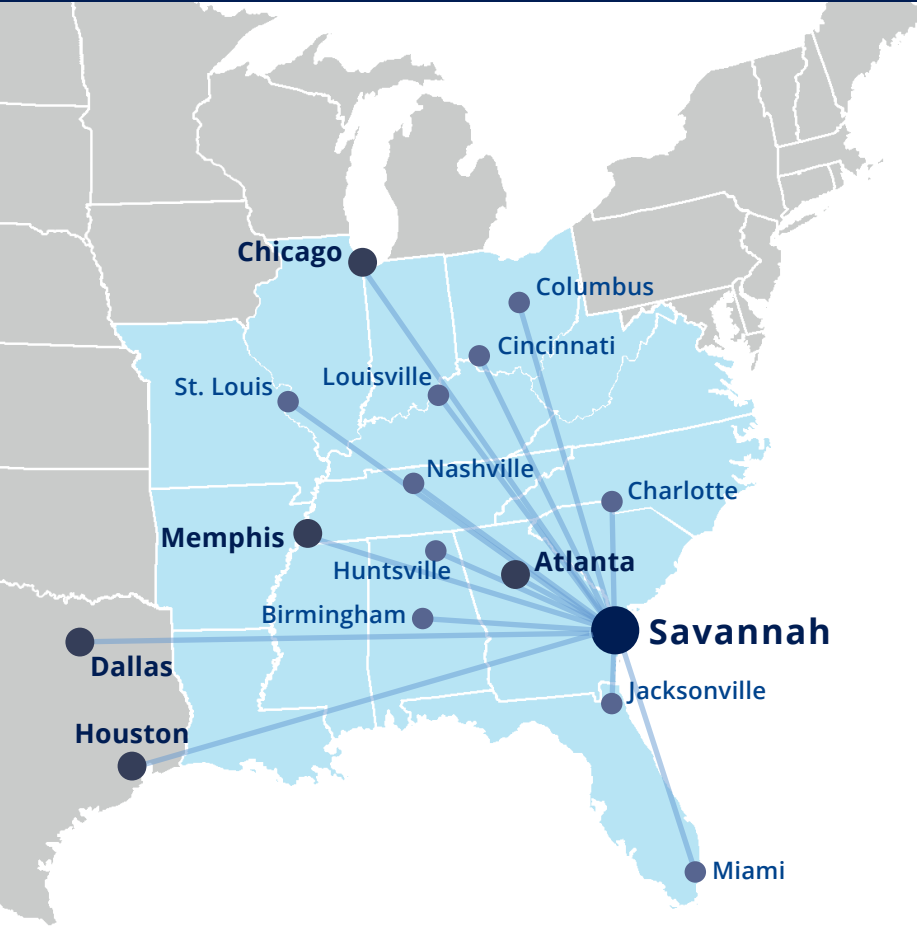 Chicago
Columbus
Cincinnati
Louisville
St. Louis
Nashville
Charlotte
Memphis
Atlanta
Huntsville
Birmingham
Savannah
Dallas
Jacksonville
Houston
Miami